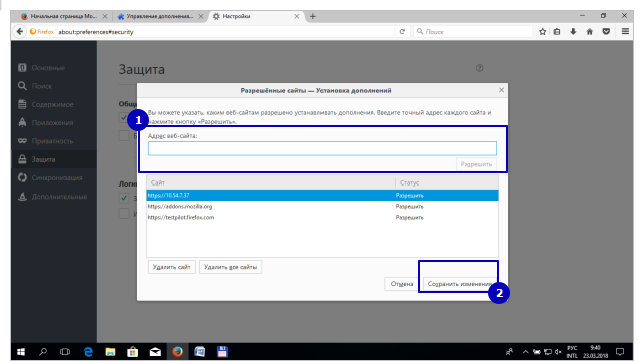 Начальная страница Mo...
Управление дополнения...
Настройки
Firefox about:preferences#security
Поиск
Основные
Поиск
Содержимое
Приложения
Приватность
Защита
Синхронизация
Дополнительные
Защита
Разрешённые сайты — Установка дополнений
Вы можете указать, каким веб-сайтам разрешено устанавливать дополнения. Введите точный адрес каждого сайта и
нажмите кнопку «Разрешить».
1
Адрес веб-сайта:
Разрешить
Сайт Статус
https://10.54.7.37 Разрешить
https://addons.mozilla.org Разрешить
https://testpilot.firefox.com Разрешить
Удалить сайт Удалить все сайты
Отмена Сохранить изменения
2
РУС 9:40
INTL 23.03.2018